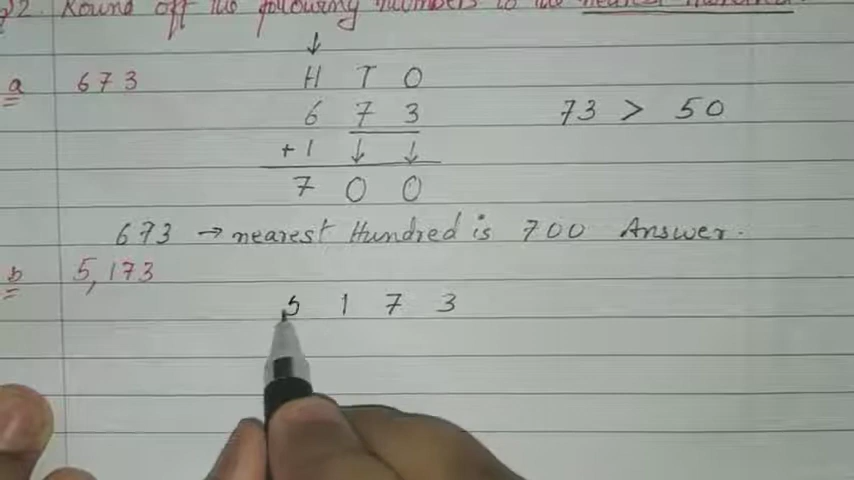 Q2. Round off the following numbers to the nearest hundred.
↓
a 673 H T O
6 7 3 73 > 50
+1 ↓ ↓
7 0 0
673 → nearest Hundred is 700 Answer.
b 5,173
5 1 7 3